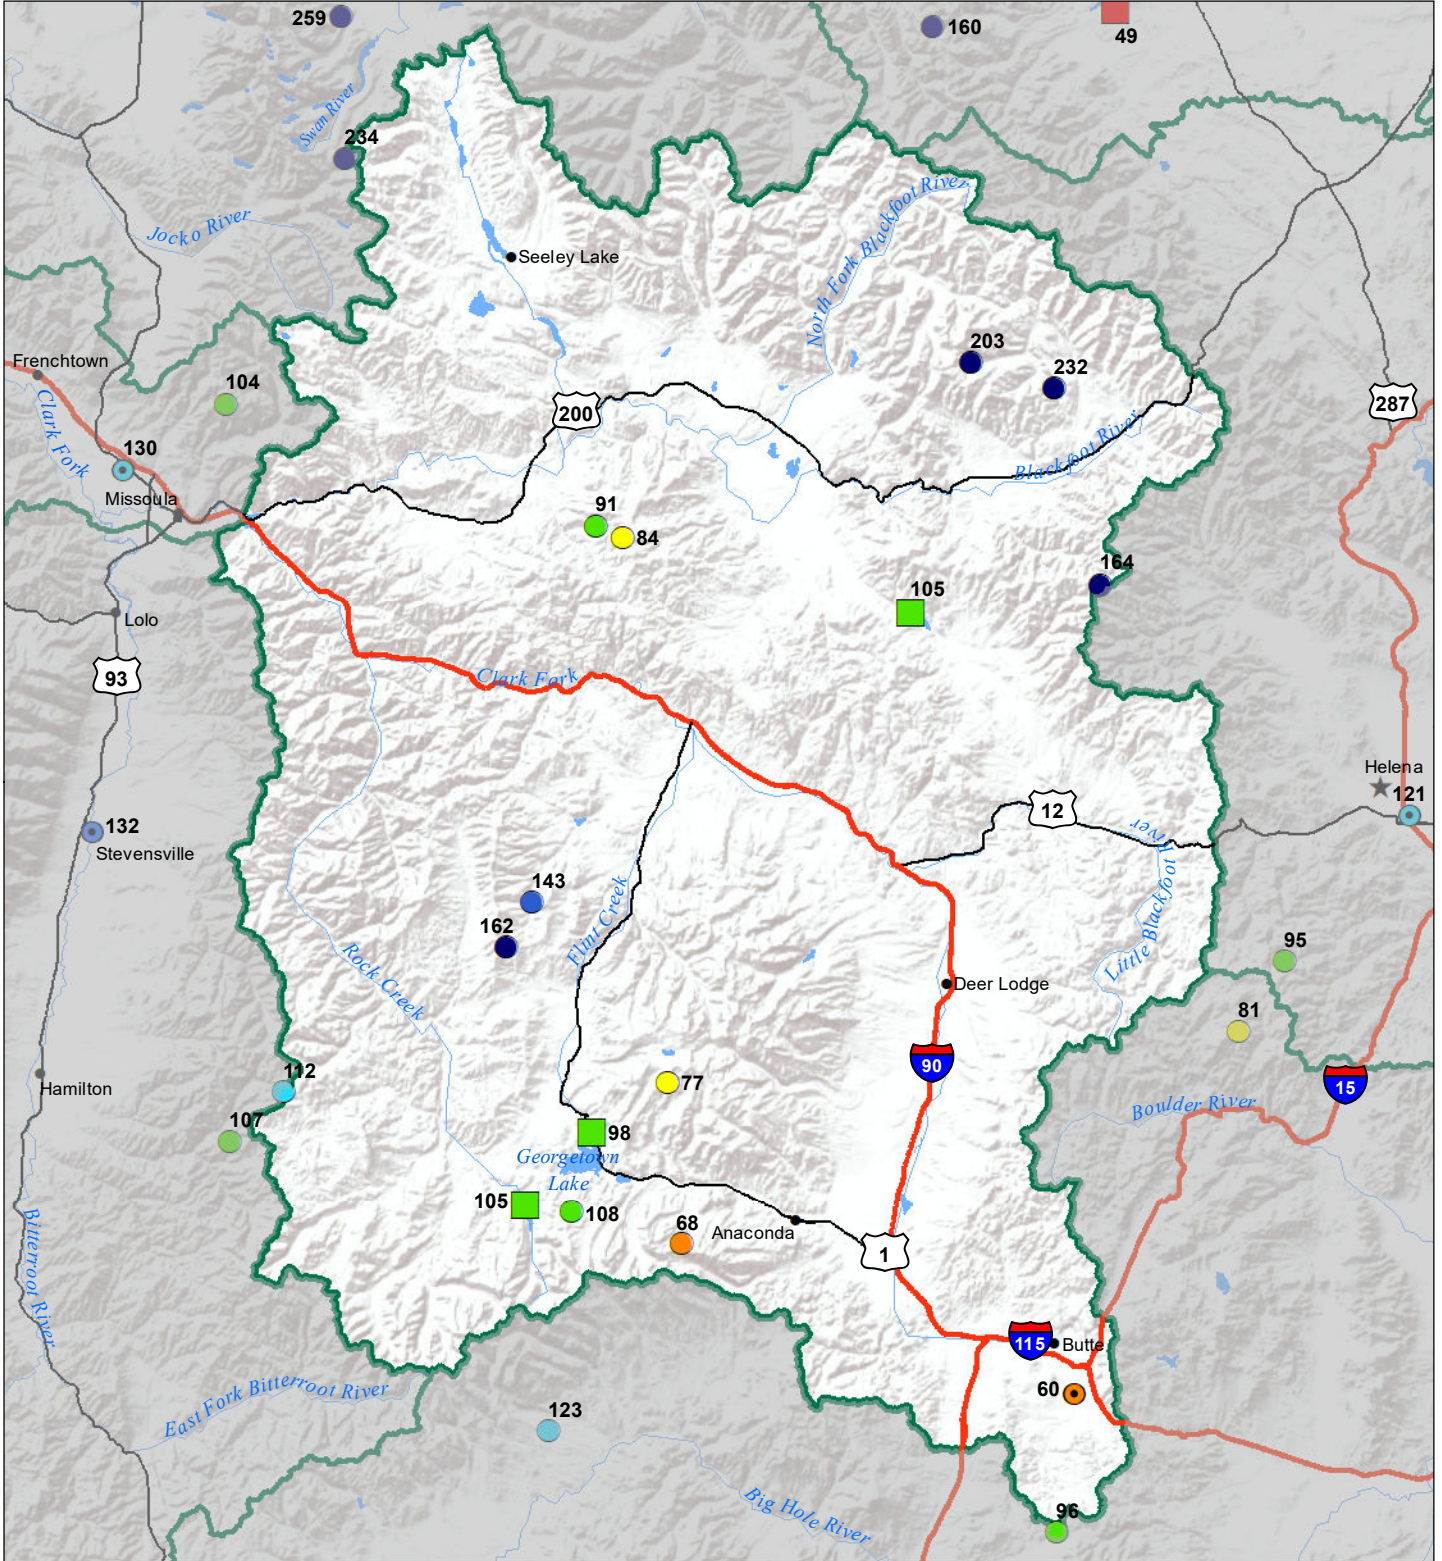 259
160
49
Swan River
234
Jocko River
North Fork Blackfoot River
Seeley Lake
203
232
Frenchtown
104
200
287
Clark Fork
130
Blackfoot River
Missoula
91
84
164
105
Lolo
93
Clark Fork
Helena
121
12
132
Stevensville
Little Blackfoot
River
143
Flint Creek
162
95
Rock Creek
Deer Lodge
81
90
112
Hamilton
77
15
Boulder River
107
98
Georgetown
Lake
105
108
68
Anaconda
1
Bitterroot River
115
Butte
60
East Fork Bitterroot River
123
Big Hole River
96